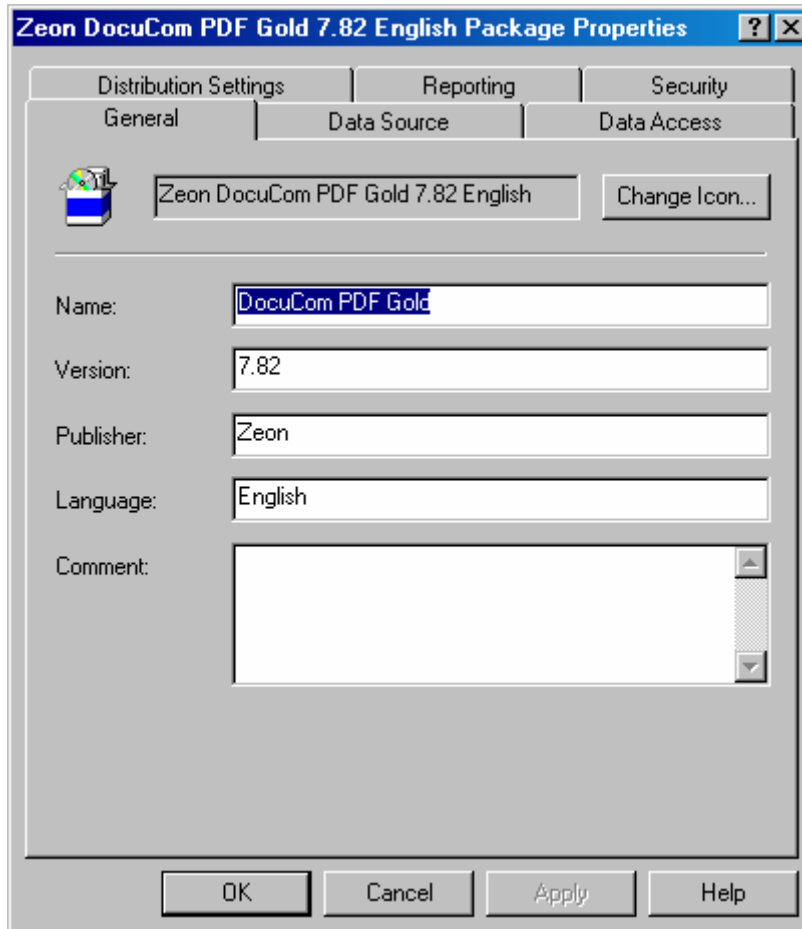 Zeon DocuCom PDF Gold 7.82 English Package Properties
Distribution Settings Reporting Security
General Data Source Data Access
Zeon DocuCom PDF Gold 7.82 English Change Icon...
Name: DocuCom PDF Gold
Version: 7.82
Publisher: Zeon
Language: English
Comment:
OK Cancel Apply Help